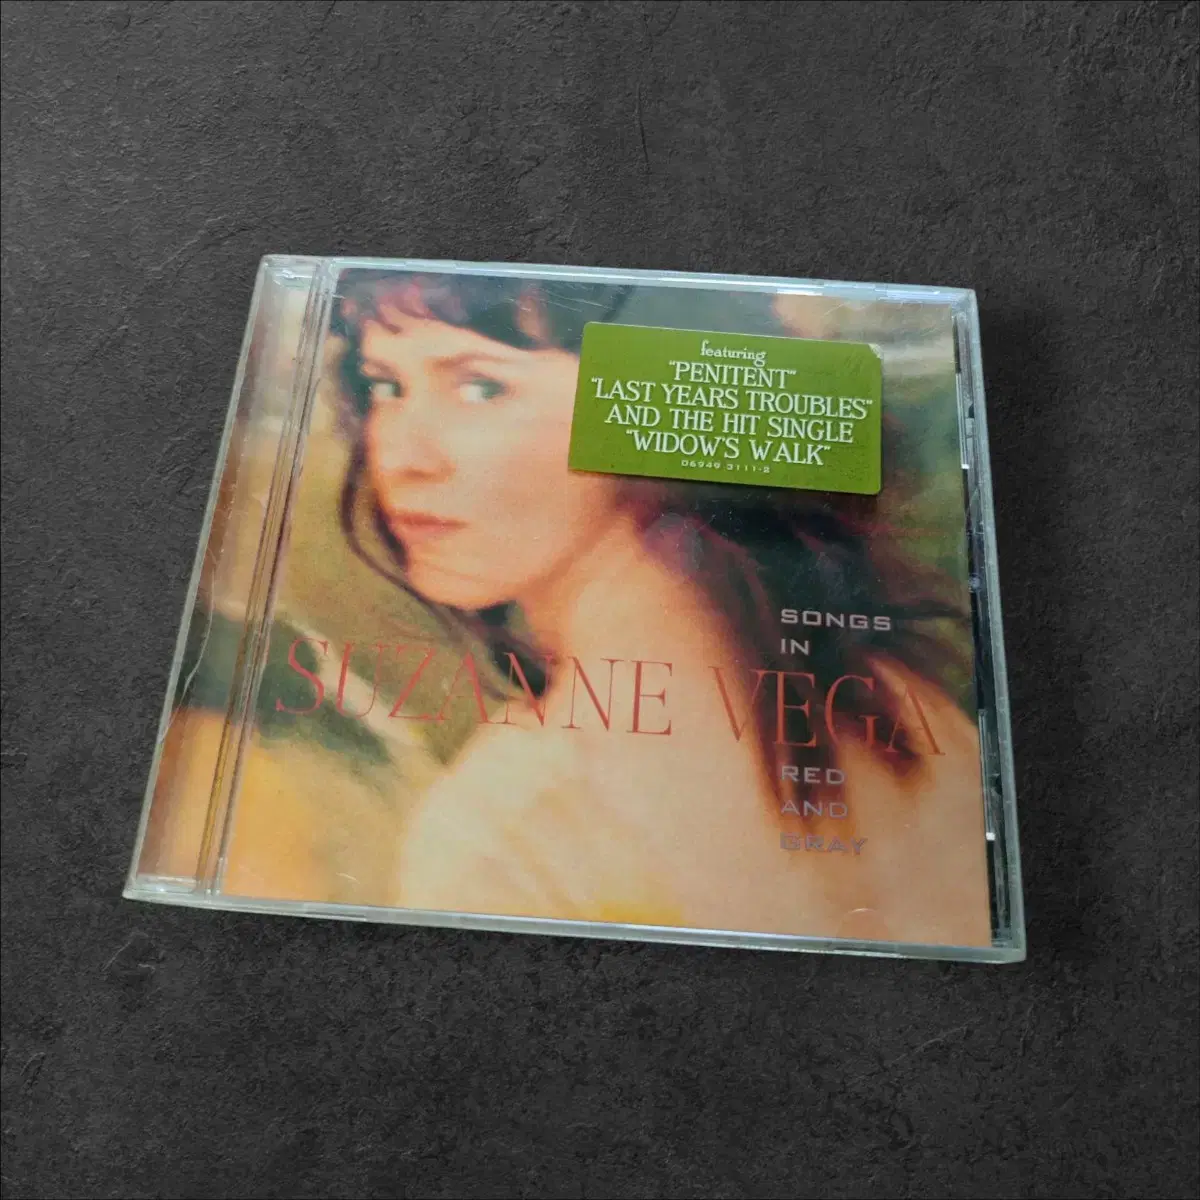 featuring
"PENITENT"
"LAST YEARS TROUBLES"
AND THE HIT SINGLE
"WIDOW'S WALK"
06949 3111-2
SONGS
IN
SUZANNE VEGA
RED
AND
GRAY